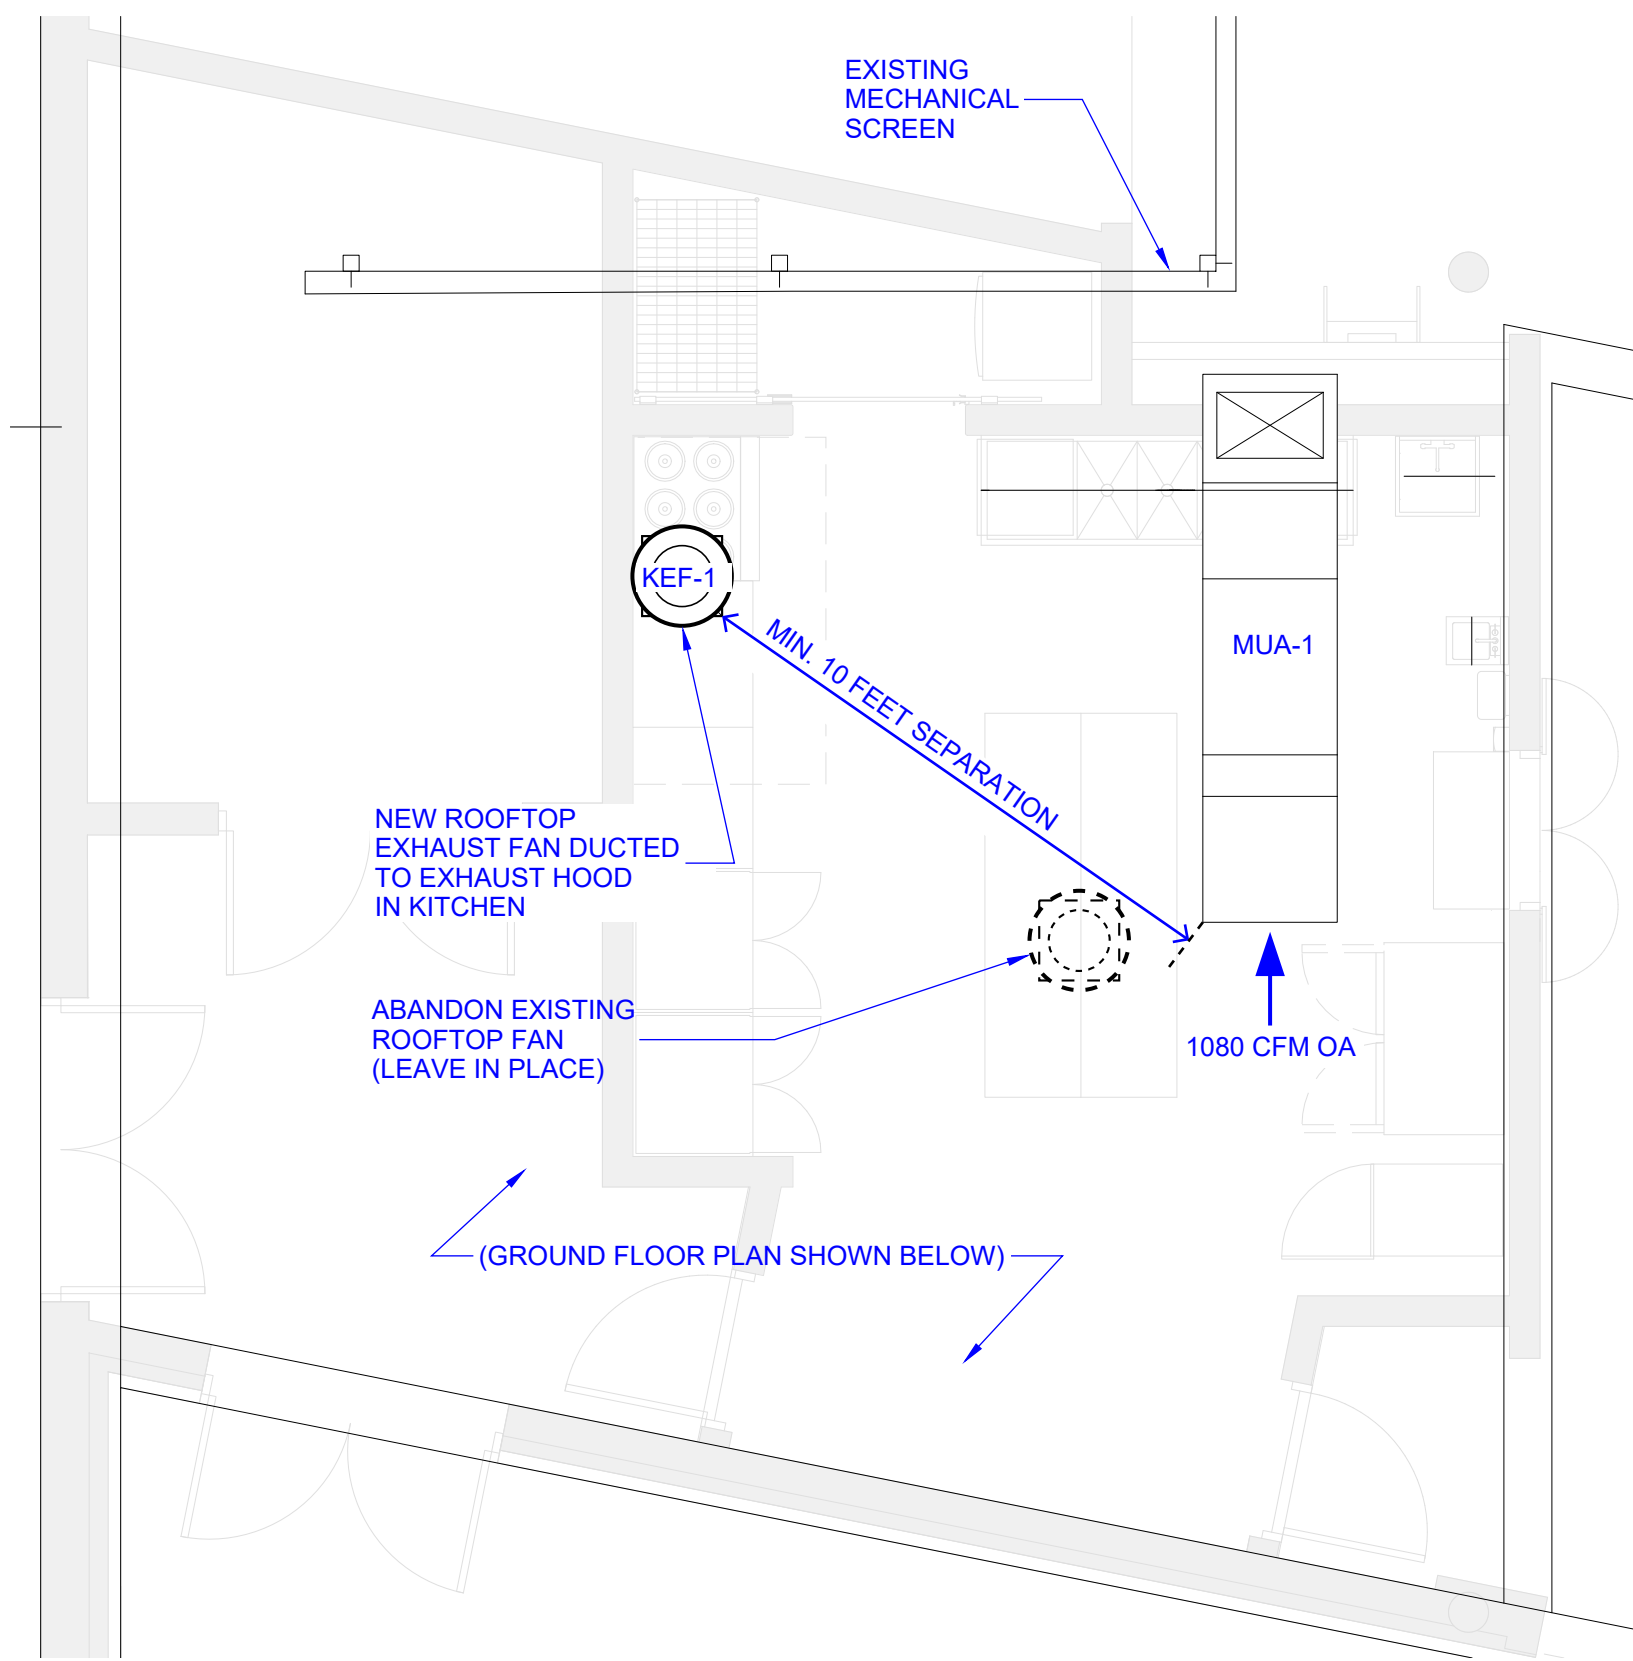 EXISTING
MECHANICAL
SCREEN
KEF-1
MIN. 10 FEET SEPARATION
MUA-1
NEW ROOFTOP
EXHAUST FAN DUCTED
TO EXHAUST HOOD
IN KITCHEN
ABANDON EXISTING
ROOFTOP FAN
(LEAVE IN PLACE)
1080 CFM OA
(GROUND FLOOR PLAN SHOWN BELOW)